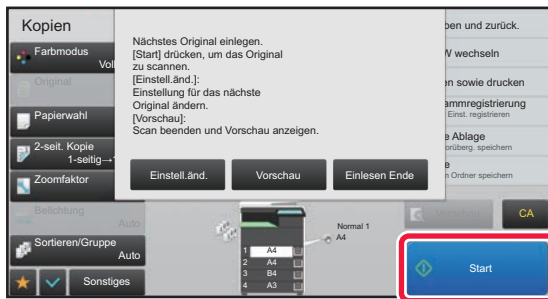 Kopien
Farbmodus
Voll
Original
Papierwahl
2-seit. Kopie
1-seitig→
Zoomfaktor
Belichtung
Auto
Sortieren/Gruppe
Auto
Sonstiges
Nächstes Original einlegen.
[Start] drücken, um das Original
zu scannen.
[Einstell.änd.]:
Einstellung für das nächste
Original ändern.
[Vorschau]:
Scan beenden und Vorschau anzeigen.
Einstell.änd.
Vorschau
Einlesen Ende
Normal 1
A4
1 A4
2 A4
3 B4
4 A3
ben und zurück.
wechseln
en sowie drucken
ammregistrierung
Einst. registrieren
Ablage
orüberg. speichern
e
Ordner speichern
Vorschau
CA
Start